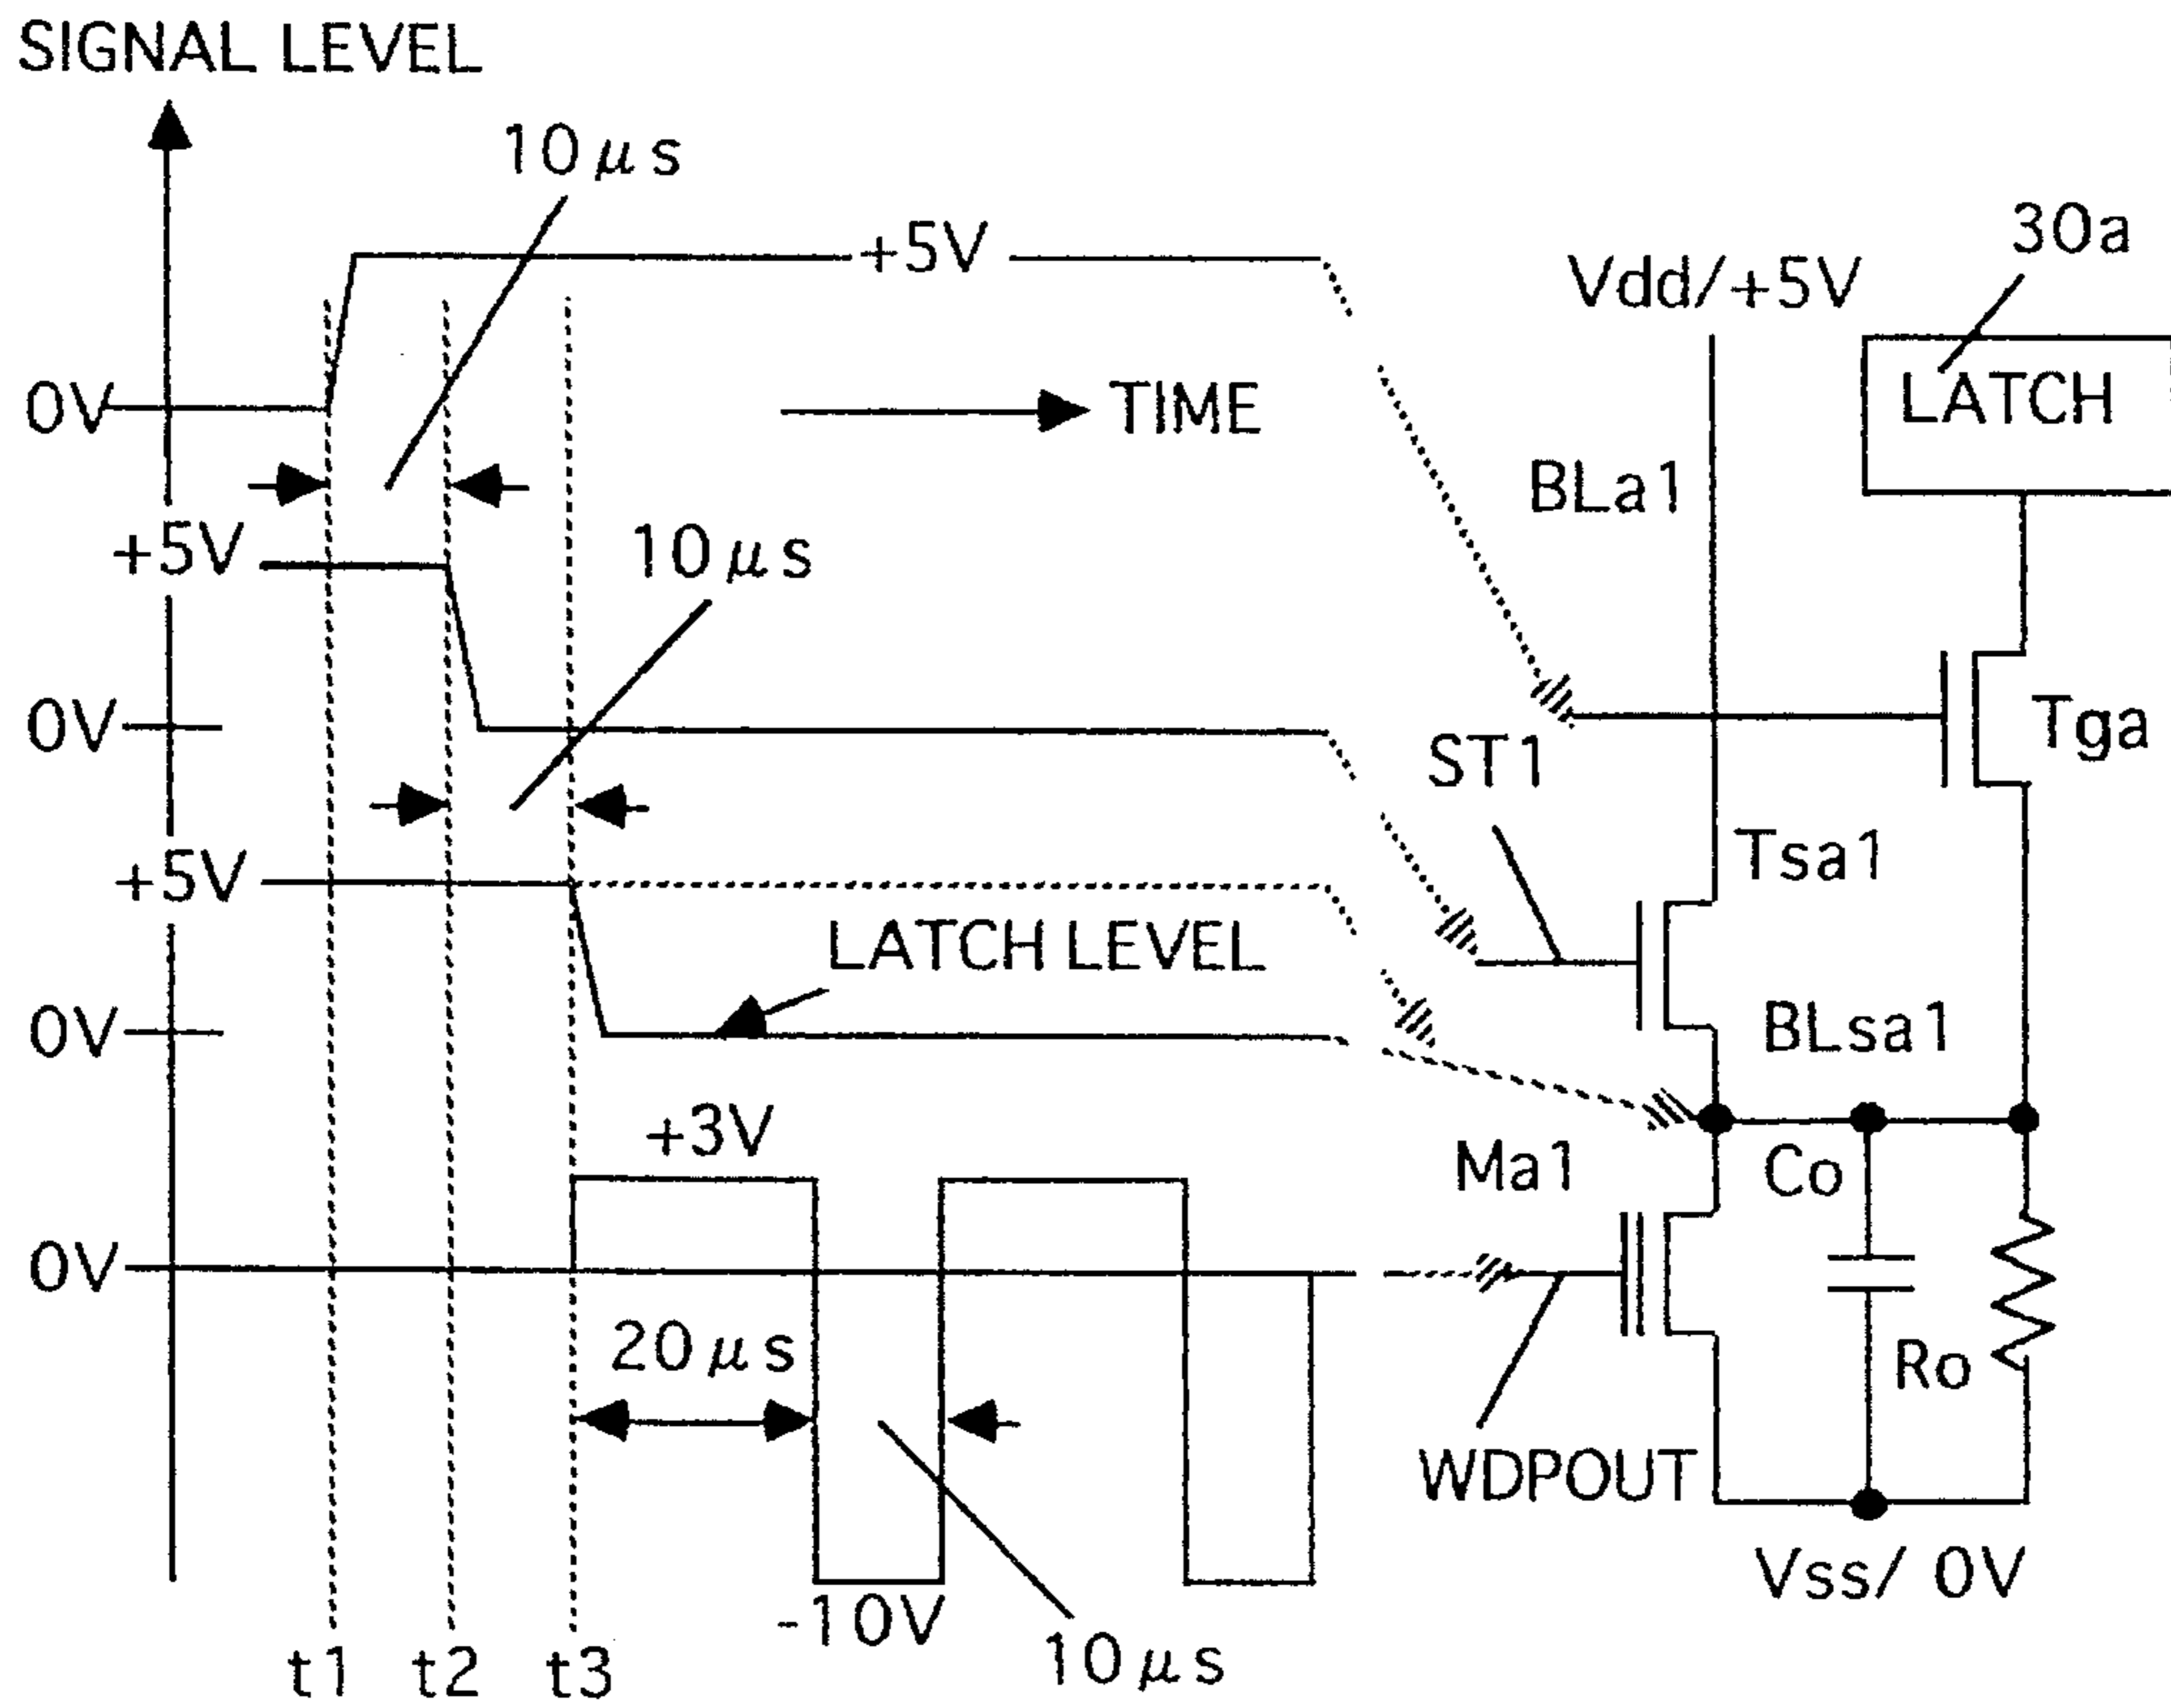 SIGNAL LEVEL
10μs
+5V
30a
Vdd/+5V
0V
TIME
LATCH
BLa1
+5V
10μs
0V
ST1
Tga
+5V
Tsa1
LATCH LEVEL
0V
BLsa1
+3V
Ma1
Co
0V
20μs
Ro
WDPOUT
-10V
Vss/ 0V
t1
t2
t3
10μs